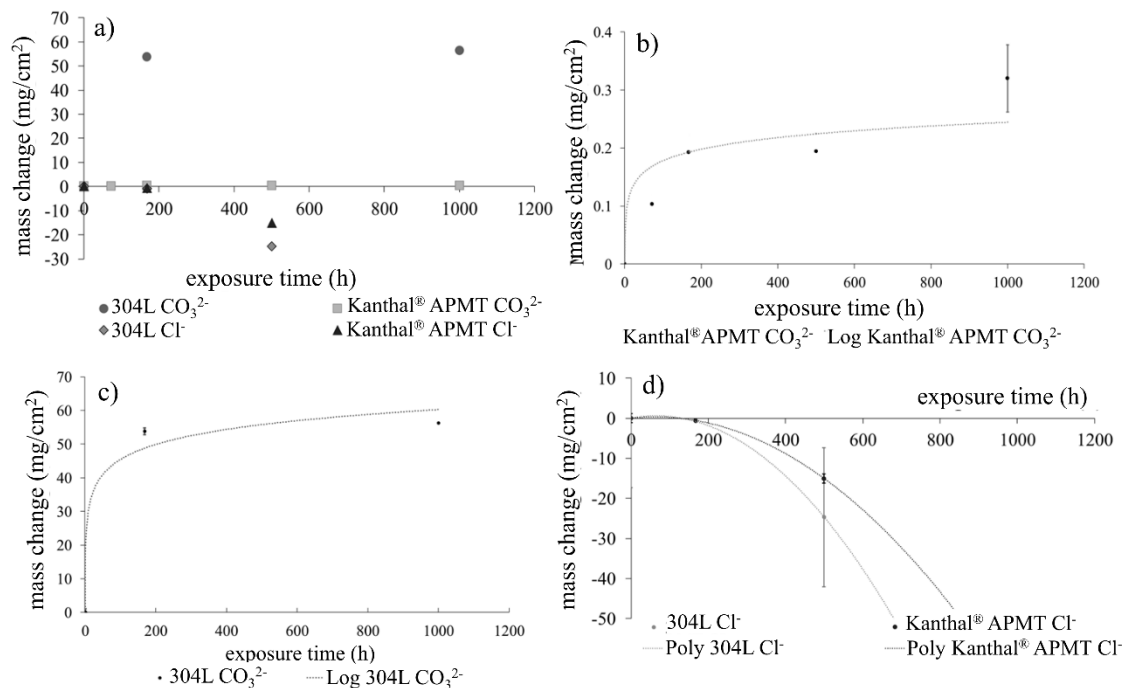 a)
70
60
50
40
30
20
10
0
-10
-20
-30
0 200 400 600 800 1000 1200
mass change (mg/cm²)
exposure time (h)
304L CO₃²⁻ Kanthal® APMT CO₃²⁻
304L Cl⁻ Kanthal® APMT Cl⁻
b)
0.4
0.3
0.2
0.1
0
0 200 400 600 800 1000 1200
mass change (mg/cm²)
exposure time (h)
Kanthal® APMT CO₃²⁻ Log Kanthal® APMT CO₃²⁻
c)
70
60
50
40
30
20
10
0
0 200 400 600 800 1000 1200
mass change (mg/cm²)
exposure time (h)
304L CO₃²⁻ Log 304L CO₃²⁻
d)
exposure time (h)
10
0
-10
-20
-30
-40
-50
0 200 400 600 800 1000 1200
mass change (mg/cm²)
304L Cl⁻ Kanthal® APMT Cl⁻
Poly 304L Cl⁻ Poly Kanthal® APMT Cl⁻